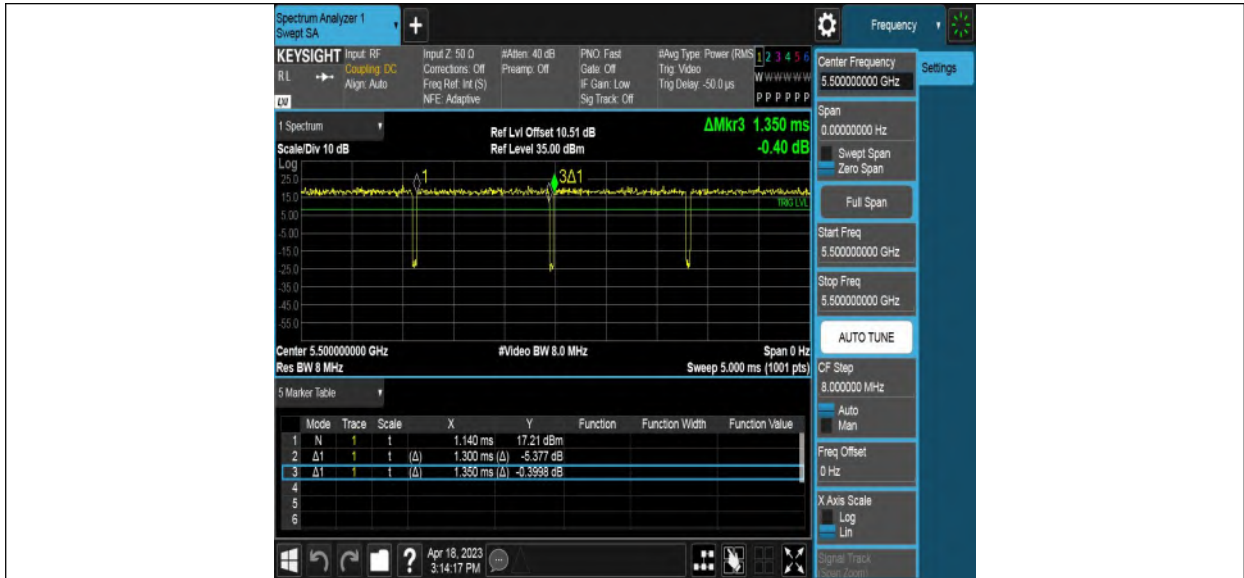 Spectrum Analyzer 1
Swept SA
+
Frequency
KEYSIGHT
RL
LXI
Input: RF
Coupling: DC
Align: Auto
Input Z: 50 Ω
Corrections: Off
Freq Ref: Int (S)
NFE: Adaptive
#Atten: 40 dB
Preamp: Off
PNO: Fast
Gate: Off
IF Gain: Low
Sig Track: Off
#Avg Type: Power (RMS
Trig: Video
Trig Delay: -50.0 µs
1 2 3 4 5 6
W W W W W W
P P P P P P
1 Spectrum
Scale/Div 10 dB
Ref Lvl Offset 10.51 dB
Ref Level 35.00 dBm
ΔMkr3 1.350 ms
-0.40 dB
Log
25.0
15.0
5.00
-5.00
-15.0
-25.0
-35.0
-45.0
-55.0
1
3Δ1
TRIG LVL
Center 5.500000000 GHz
#Video BW 8.0 MHz
Span 0 Hz
Res BW 8 MHz
Sweep 5.000 ms (1001 pts)
5 Marker Table
Mode Trace Scale X Y Function Function Width Function Value
1 N 1 t 1.140 ms 17.21 dBm
2 Δ1 1 t (Δ) 1.300 ms (Δ) -5.377 dB
3 Δ1 1 t (Δ) 1.350 ms (Δ) -0.3998 dB
4
5
6
?
Apr 18, 2023
3:14:17 PM
Center Frequency
5.500000000 GHz
Settings
Span
0.00000000 Hz
Swept Span
Zero Span
Full Span
Start Freq
5.500000000 GHz
Stop Freq
5.500000000 GHz
AUTO TUNE
CF Step
8.000000 MHz
Auto
Man
Freq Offset
0 Hz
X Axis Scale
Log
Lin
Signal Track
(Span Zoom)